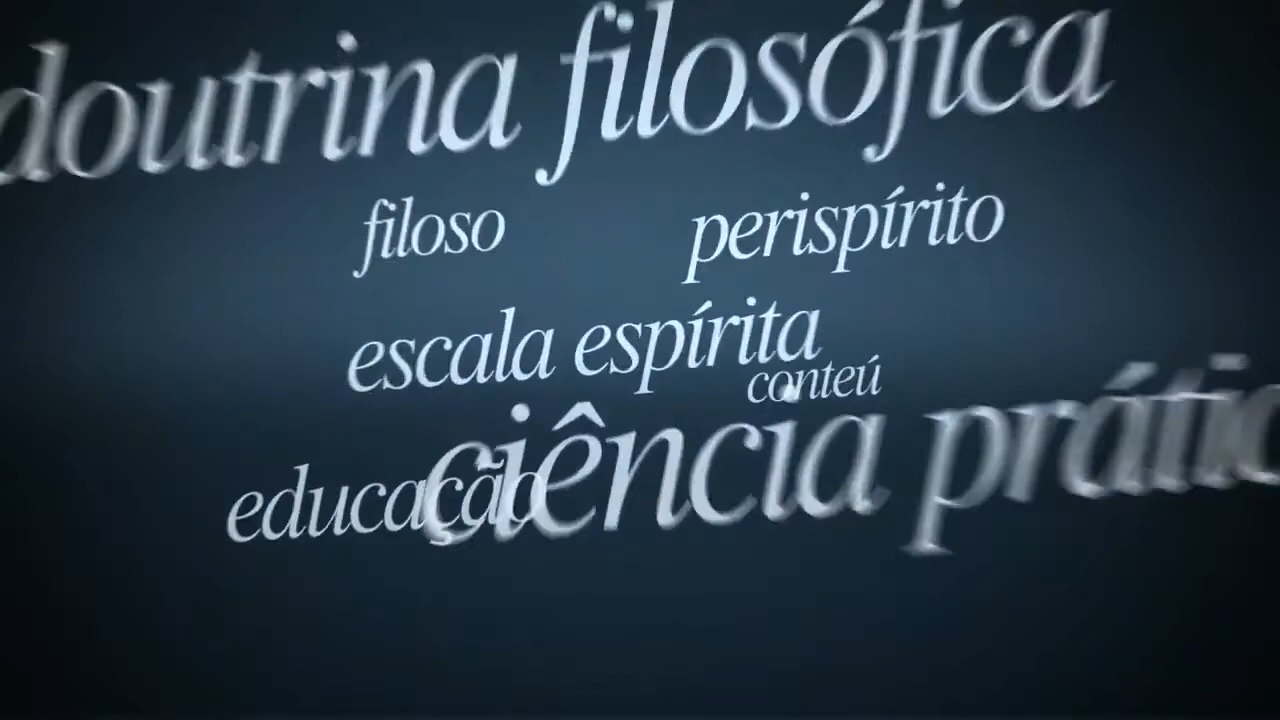 doutrina filosófica
filoso
perispírito
escala espírita
conteú
ciência prátic
educação